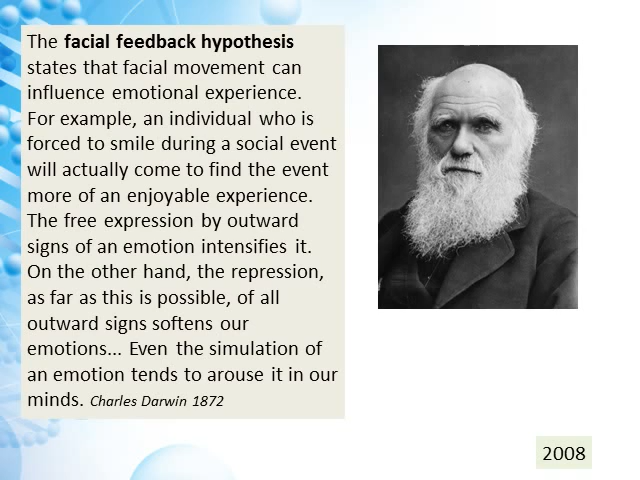 The facial feedback hypothesis
states that facial movement can
influence emotional experience.
For example, an individual who is
forced to smile during a social event
will actually come to find the event
more of an enjoyable experience.
The free expression by outward
signs of an emotion intensifies it.
On the other hand, the repression,
as far as this is possible, of all
outward signs softens our
emotions... Even the simulation of
an emotion tends to arouse it in our
minds. Charles Darwin 1872
2008